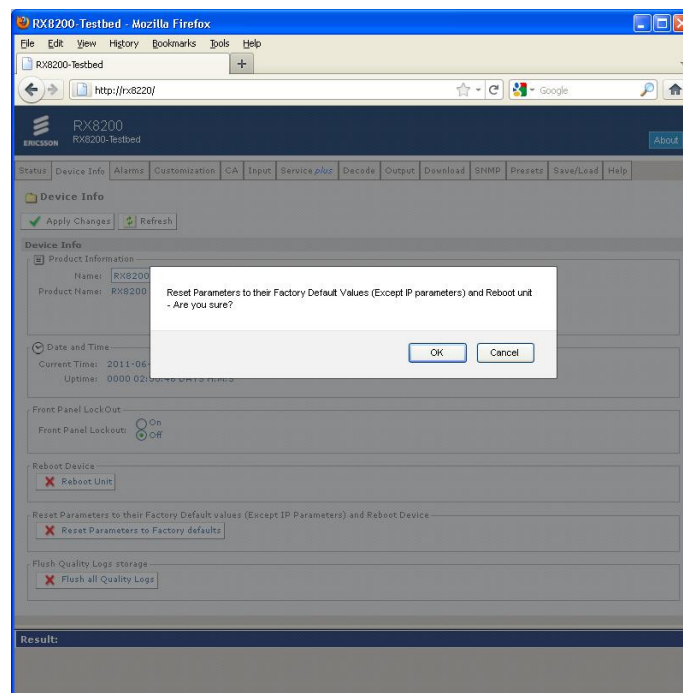 RX8200-Testbed - Mozilla Firefox
File Edit View History Bookmarks Tools Help
RX8200-Testbed +
http://rx8220/ Google
ERICSSON
RX8200
RX8200-Testbed
About
Status Device Info Alarms Customization CA Input Service plus Decode Output Download SNMP Presets Save/Load Help
Device Info
Apply Changes Refresh
Device Info
Product Information
Name: RX8200
Product Name: RX8200
Reset Parameters to their Factory Default Values (Except IP parameters) and Reboot unit
- Are you sure?
OK Cancel
Date and Time
Current Time: 2011-06-
Uptime: 0000 02:
Front Panel LockOut
Front Panel Lockout: On
Off
Reboot Device
Reboot Unit
Reset Parameters to their Factory Default values (Except IP Parameters) and Reboot Device
Reset Parameters to Factory defaults
Flush Quality Logs storage
Flush all Quality Logs
Result: